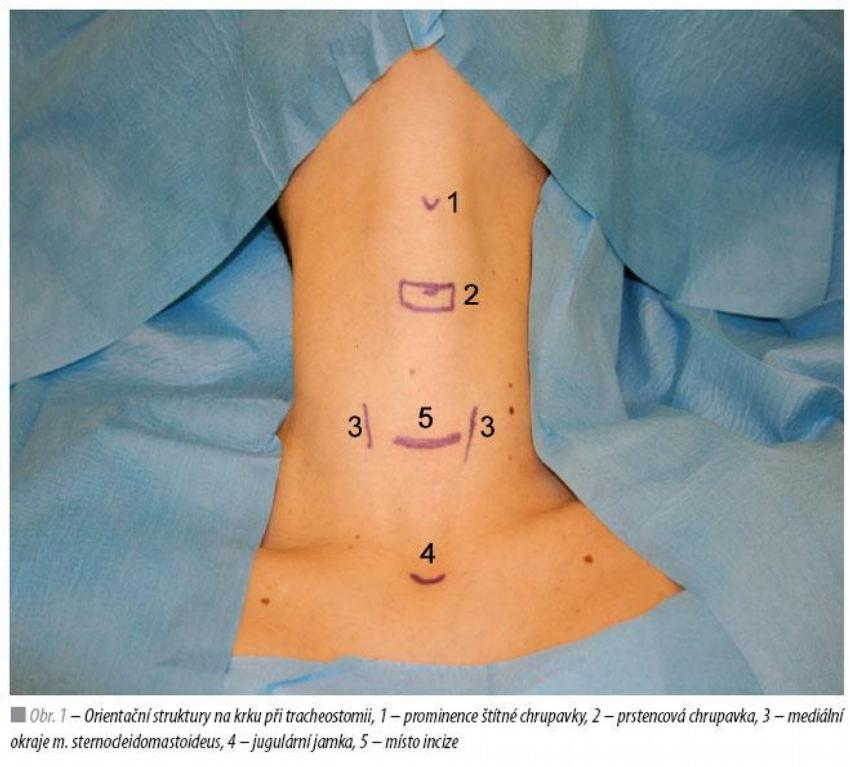 1
2
3 5 3
4
Obr. 1 – Orientační struktury na krku při tracheostomii, 1 – prominence štítné chrupavky, 2 – prstencová chrupavka, 3 – mediální
okraje m. sternocleidomastoideus, 4 – jugulární jamka, 5 – místo incize